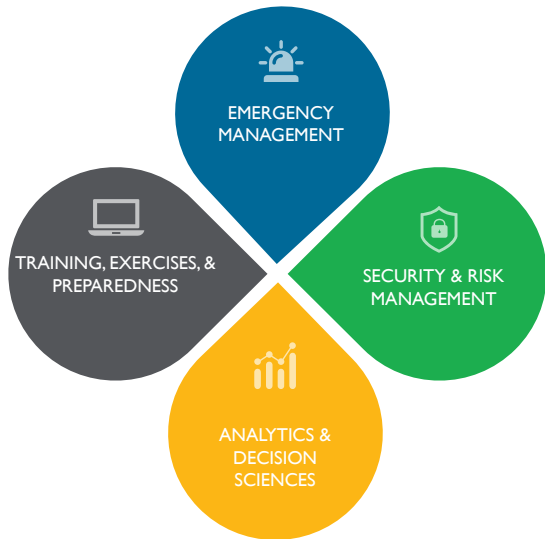 EMERGENCY
MANAGEMENT
TRAINING, EXERCISES, &
PREPAREDNESS
SECURITY & RISK
MANAGEMENT
ANALYTICS &
DECISION
SCIENCES